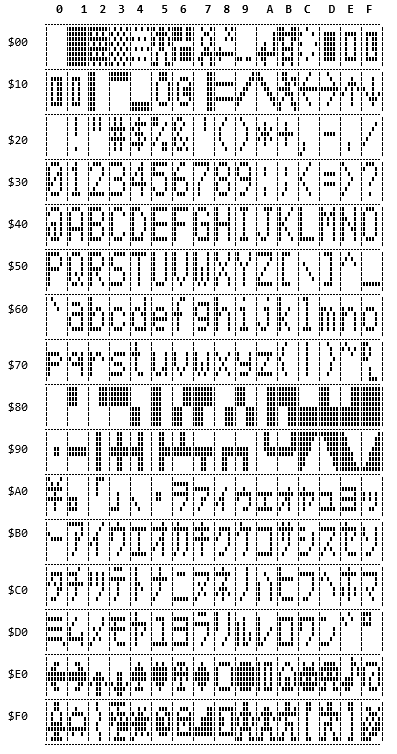 0 1 2 3 4 5 6 7 8 9 A B C D E F
$00
$10
$20 ! " # $ % & ' ( ) * + , - . /
$30 0 1 2 3 4 5 6 7 8 9 : ; < = > ?
$40 @ A B C D E F G H I J K L M N O
$50 P Q R S T U V W X Y Z [ \ ] ^ _
$60 ` a b c d e f g h i j k l m n o
$70 p q r s t u v w x y z { | } ~
$80
$90
$A0 ¥ 。 「 」 、 ・ ヲ ァ ィ ゥ ェ ォ ャ ュ ョ ッ
$B0 ー ア イ ウ エ オ カ キ ク ケ コ サ シ ス セ ソ
$C0 タ チ ツ テ ト ナ ニ ヌ ネ ノ ハ ヒ フ ヘ ホ マ
$D0 ミ ム メ モ ヤ ユ ヨ ラ リ ル レ ロ ワ ン ゛ ゜
$E0
$F0